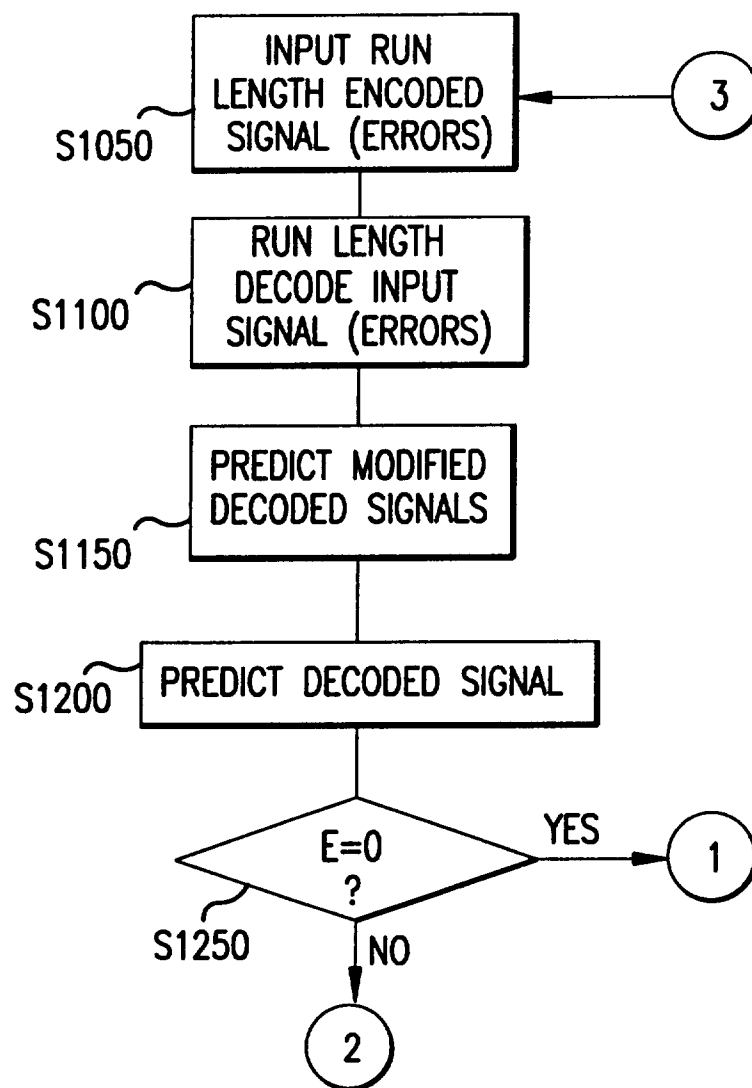 INPUT RUN
LENGTH ENCODED
SIGNAL (ERRORS)
3
S1050
RUN LENGTH
DECODE INPUT
SIGNAL (ERRORS)
S1100
PREDICT MODIFIED
DECODED SIGNALS
S1150
PREDICT DECODED SIGNAL
S1200
E=0
?
YES
1
S1250
NO
2